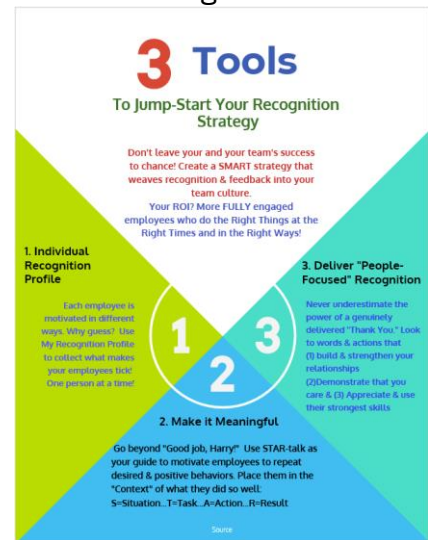 3 Tools
To Jump-Start Your Recognition
Strategy
Don't leave your and your team's success
to chance! Create a SMART strategy that
weaves recognition & feedback into your
team culture.
Your ROI? More FULLY engaged
employees who do the Right Things at the
Right Times and in the Right Ways!
1. Individual
Recognition
Profile
Each employee is
motivated in different
ways. Why guess? Use
My Recognition Profile
to collect what makes
your employees tick!
One person at a time!
1
2
3
2. Make it Meaningful
Go beyond "Good job, Harry!" Use STAR-talk as
your guide to motivate employees to repeat
desired & positive behaviors. Place them in the
"Context" of what they did so well:
S=Situation...T=Task...A=Action...R=Result
3. Deliver "People-
Focused" Recognition
Never underestimate the
power of a genuinely
delivered "Thank You." Look
to words & actions that
(1) build & strengthen your
relationships
(2)Demonstrate that you
care & (3) Appreciate & use
their strongest skills
Source